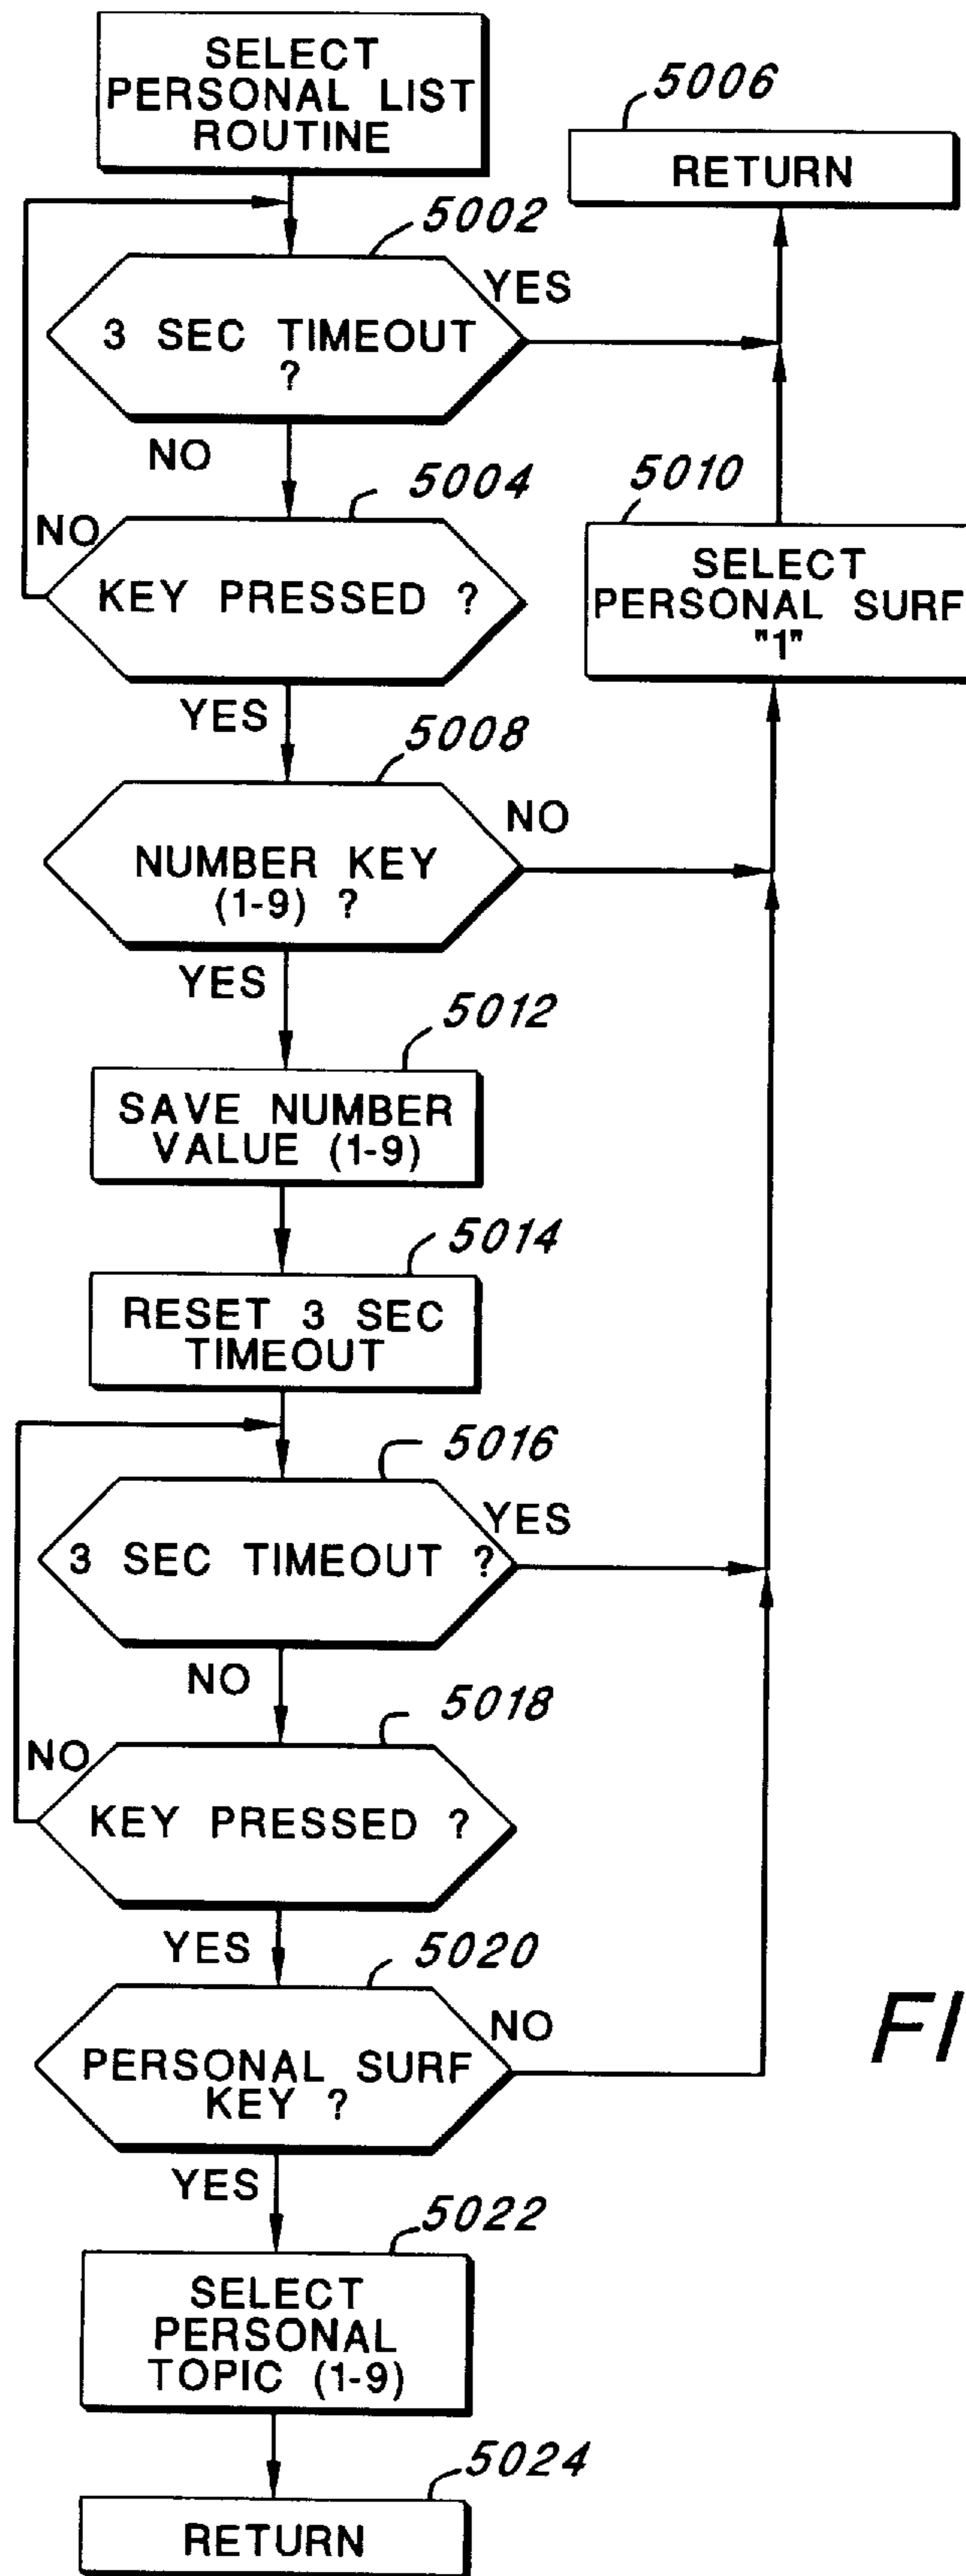 SELECT
PERSONAL LIST
ROUTINE
5006
RETURN
5002
3 SEC TIMEOUT
?
YES
NO
5004
NO
KEY PRESSED ?
5010
SELECT
PERSONAL SURF
"1"
YES
5008
NUMBER KEY
(1-9) ?
NO
YES
5012
SAVE NUMBER
VALUE (1-9)
5014
RESET 3 SEC
TIMEOUT
5016
3 SEC TIMEOUT ?
YES
NO
5018
NO
KEY PRESSED ?
YES
5020
PERSONAL SURF
KEY ?
NO
FI
YES
5022
SELECT
PERSONAL
TOPIC (1-9)
5024
RETURN